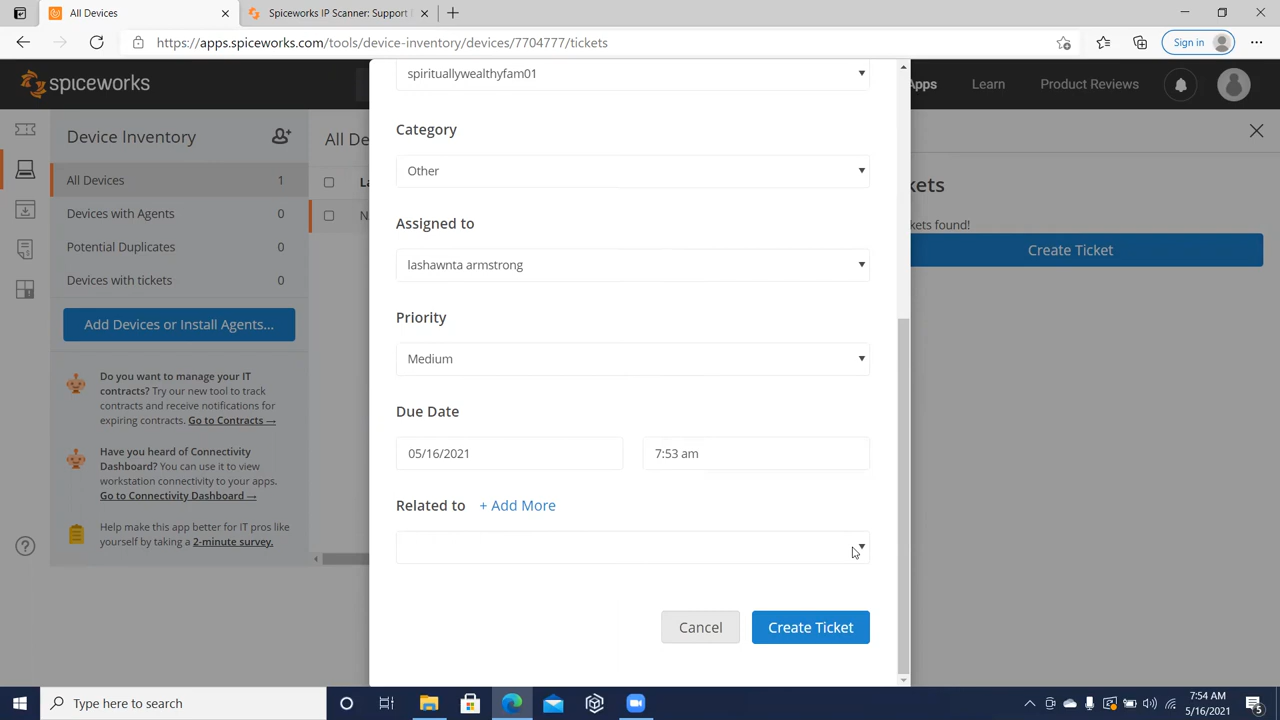 All Devices
Spiceworks IP Scanner: Support
https://apps.spiceworks.com/tools/device-inventory/devices/7704777/tickets
Sign in
spiceworks
Apps
Learn
Product Reviews
Device Inventory
All Devices 1
Devices with Agents 0
Potential Duplicates 0
Devices with tickets 0
Add Devices or Install Agents...
Do you want to manage your IT
contracts? Try our new tool to track
contracts and receive notifications for
expiring contracts. Go to Contracts →
Have you heard of Connectivity
Dashboard? You can use it to view
workstation connectivity to your apps.
Go to Connectivity Dashboard →
Help make this app better for IT pros like
yourself by taking a 2-minute survey.
All De
La
N
spirituallywealthyfam01
Category
Other
Assigned to
lashawnta armstrong
Priority
Medium
Due Date
05/16/2021
7:53 am
Related to + Add More
Cancel
Create Ticket
kets
kets found!
Create Ticket
Type here to search
7:54 AM
5/16/2021
5